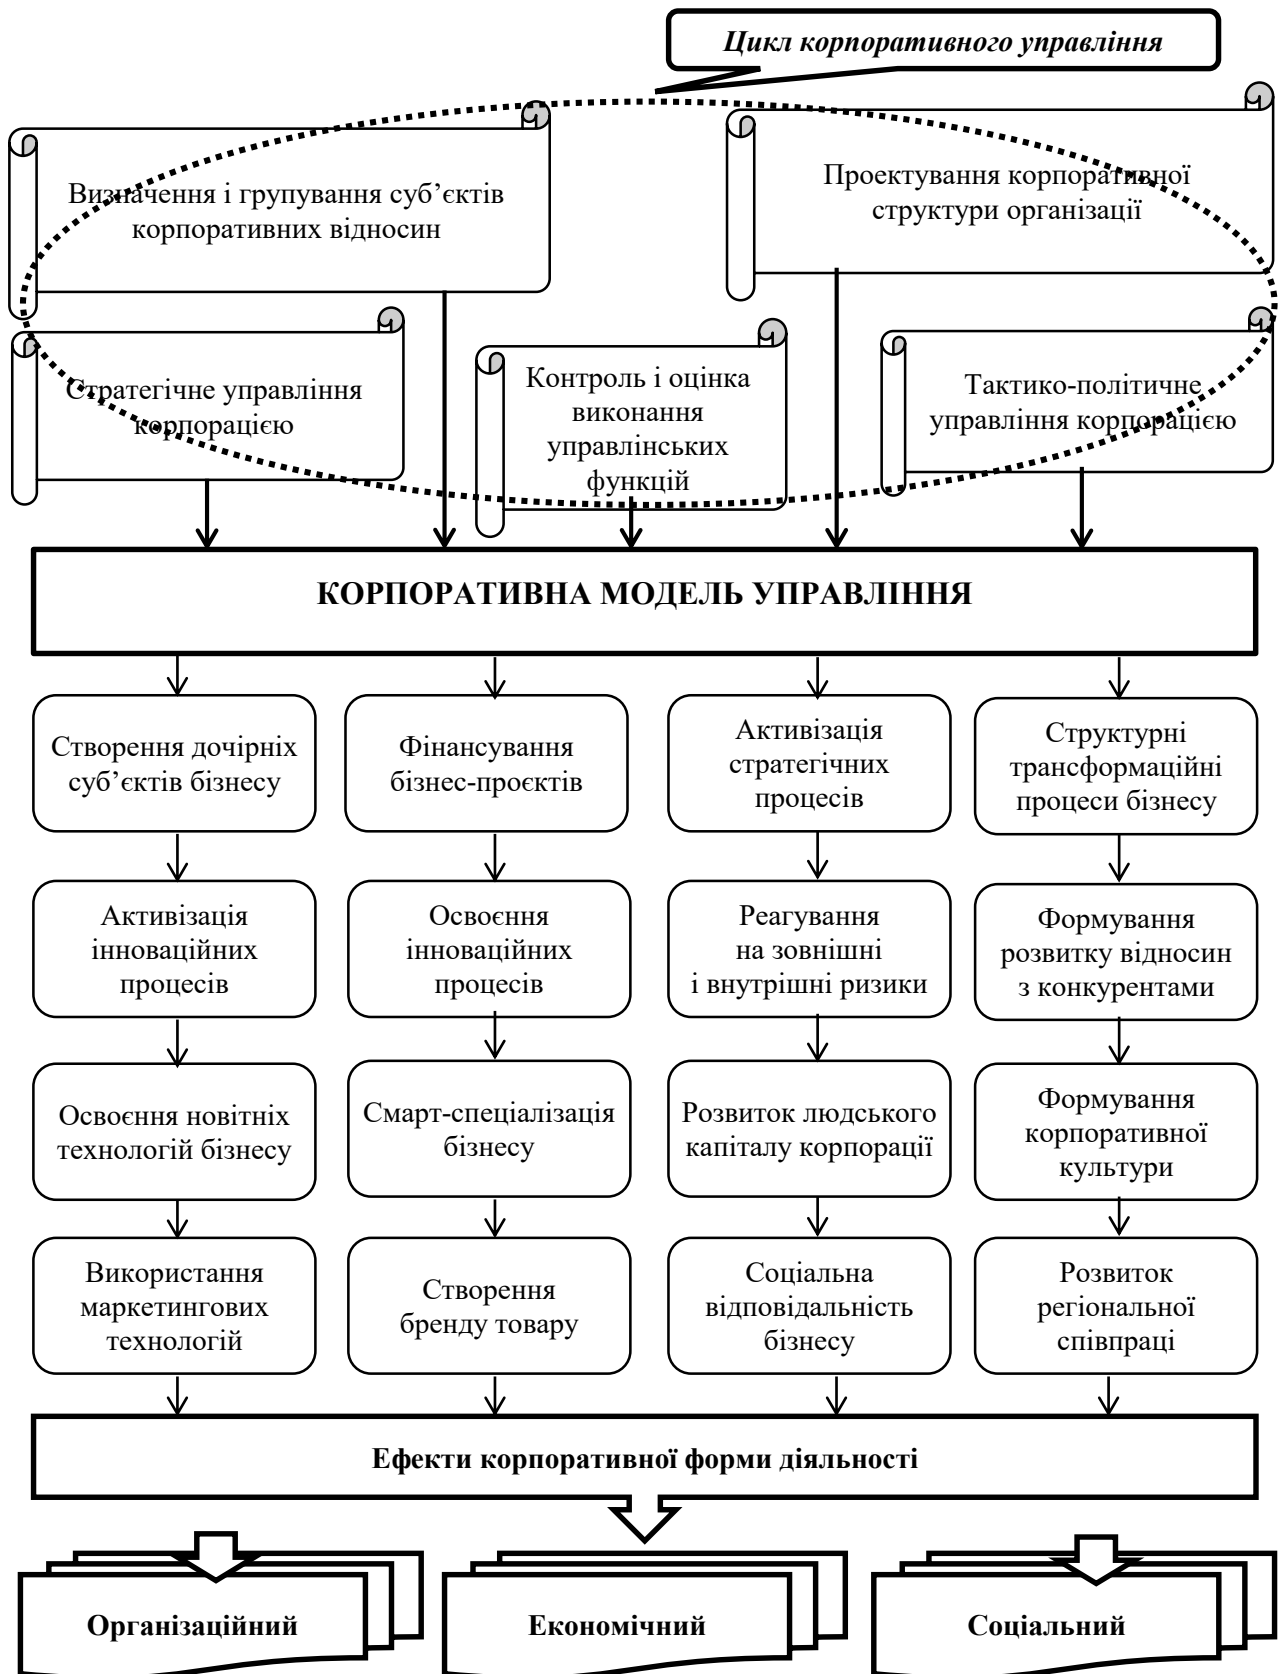 Цикл корпоративного управління
Визначення і групування суб’єктів
корпоративних відносин
Проектування корпоративної
структури організації
Стратегічне управління
корпорацією
Контроль і оцінка
виконання
управлінських
функцій
Тактико-політичне
управління корпорацією
КОРПОРАТИВНА МОДЕЛЬ УПРАВЛІННЯ
Створення дочірніх
суб’єктів бізнесу
Фінансування
бізнес-проєктів
Активізація
стратегічних
процесів
Структурні
трансформаційні
процеси бізнесу
Активізація
інноваційних
процесів
Освоєння
інноваційних
процесів
Реагування
на зовнішні
і внутрішні ризики
Формування
розвитку відносин
з конкурентами
Освоєння новітніх
технологій бізнесу
Смарт-спеціалізація
бізнесу
Розвиток людського
капіталу корпорації
Формування
корпоративної
культури
Використання
маркетингових
технологій
Створення
бренду товару
Соціальна
відповідальність
бізнесу
Розвиток
регіональної
співпраці
Ефекти корпоративної форми діяльності
Організаційний
Економічний
Соціальний